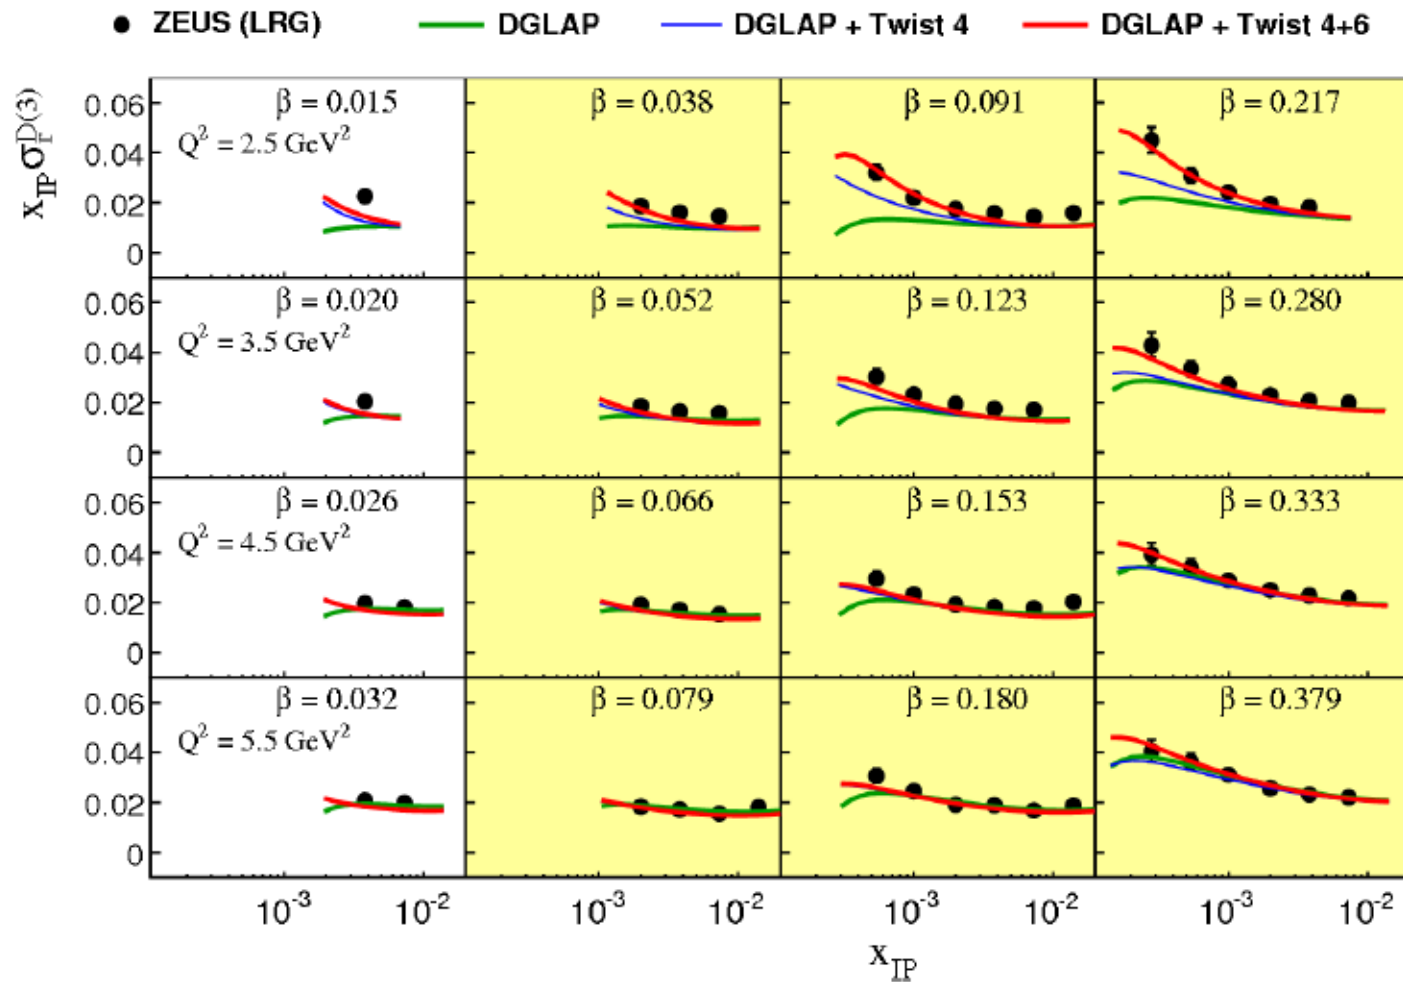 ZEUS (LRG) DGLAP DGLAP + Twist 4 DGLAP + Twist 4+6
x_IP σ_r^D(3)
0.06 β = 0.015 β = 0.038 β = 0.091 β = 0.217
Q² = 2.5 GeV²
0.04
0.02
0
0.06 β = 0.020 β = 0.052 β = 0.123 β = 0.280
Q² = 3.5 GeV²
0.04
0.02
0
0.06 β = 0.026 β = 0.066 β = 0.153 β = 0.333
Q² = 4.5 GeV²
0.04
0.02
0
0.06 β = 0.032 β = 0.079 β = 0.180 β = 0.379
Q² = 5.5 GeV²
0.04
0.02
0
10⁻³ 10⁻² 10⁻³ 10⁻² 10⁻³ 10⁻² 10⁻³ 10⁻²
x_IP